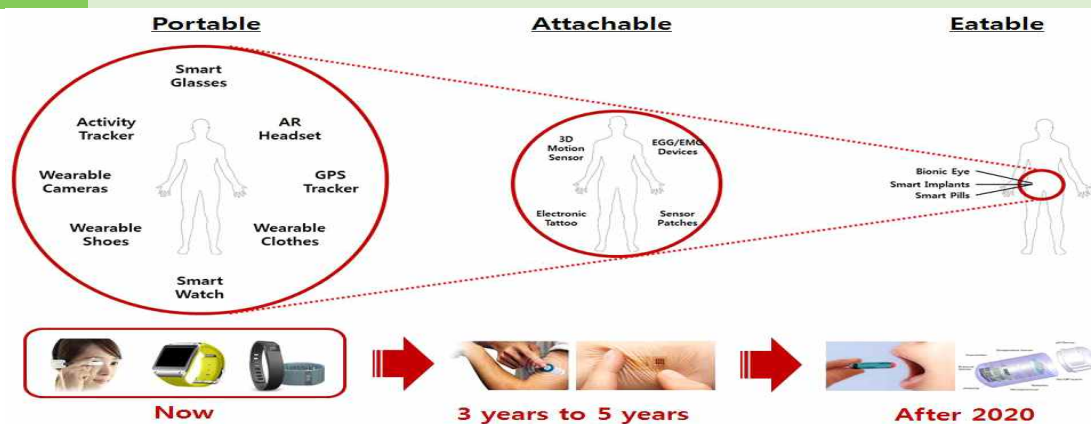 Portable
Attachable
Eatable
Smart
Glasses
Activity
Tracker
AR
Headset
Wearable
Cameras
GPS
Tracker
Wearable
Shoes
Wearable
Clothes
Smart
Watch
3D
Motion
Sensor
EGG/EMG
Devices
Electronic
Tattoo
Sensor
Patches
Bionic Eye
Smart Implants
Smart Pills
Now
3 years to 5 years
After 2020